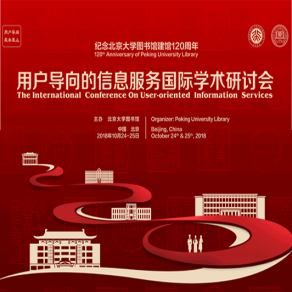 纪念北京大学图书馆建馆120周年
120th Anniversary of Peking University Library
用户导向的信息服务国际学术研讨会
The International Conference On User-oriented Information Services
主办 北京大学图书馆
中国 北京
2018年10月24-25日
Organizer: Peking University Library
Beijing, China
October 24th & 25th, 2018